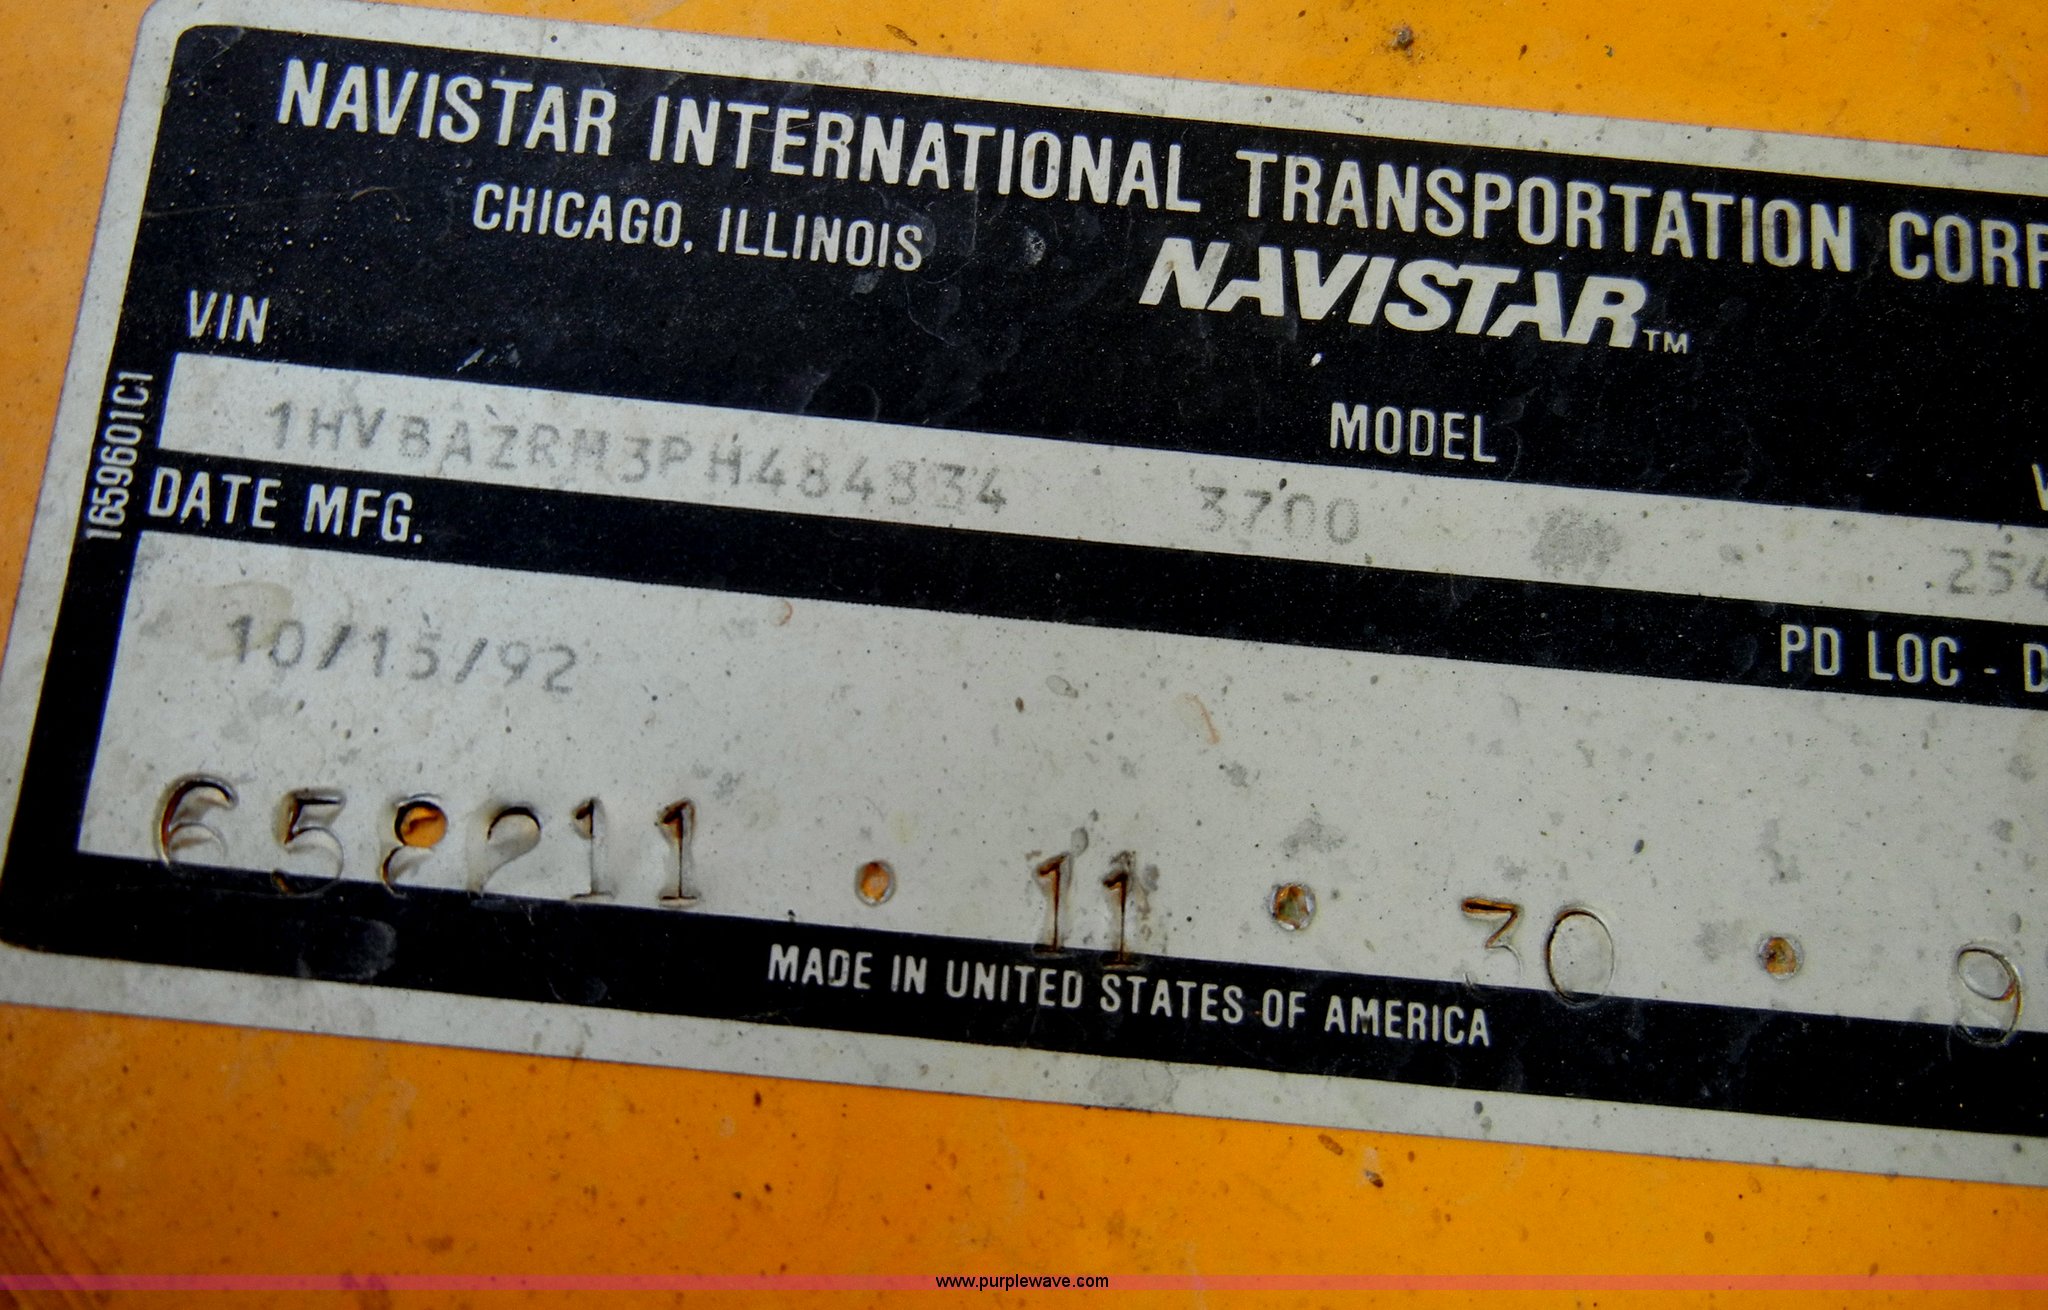 NAVISTAR INTERNATIONAL TRANSPORTATION CORP
CHICAGO, ILLINOIS
NAVISTAR™
VIN
MODEL
1HVBAZRM3PH484834 3700 254
1659601C1
DATE MFG.
PD LOC - D
10/15/92
658211 . 11 . 30 . 9
MADE IN UNITED STATES OF AMERICA
www.purplewave.com